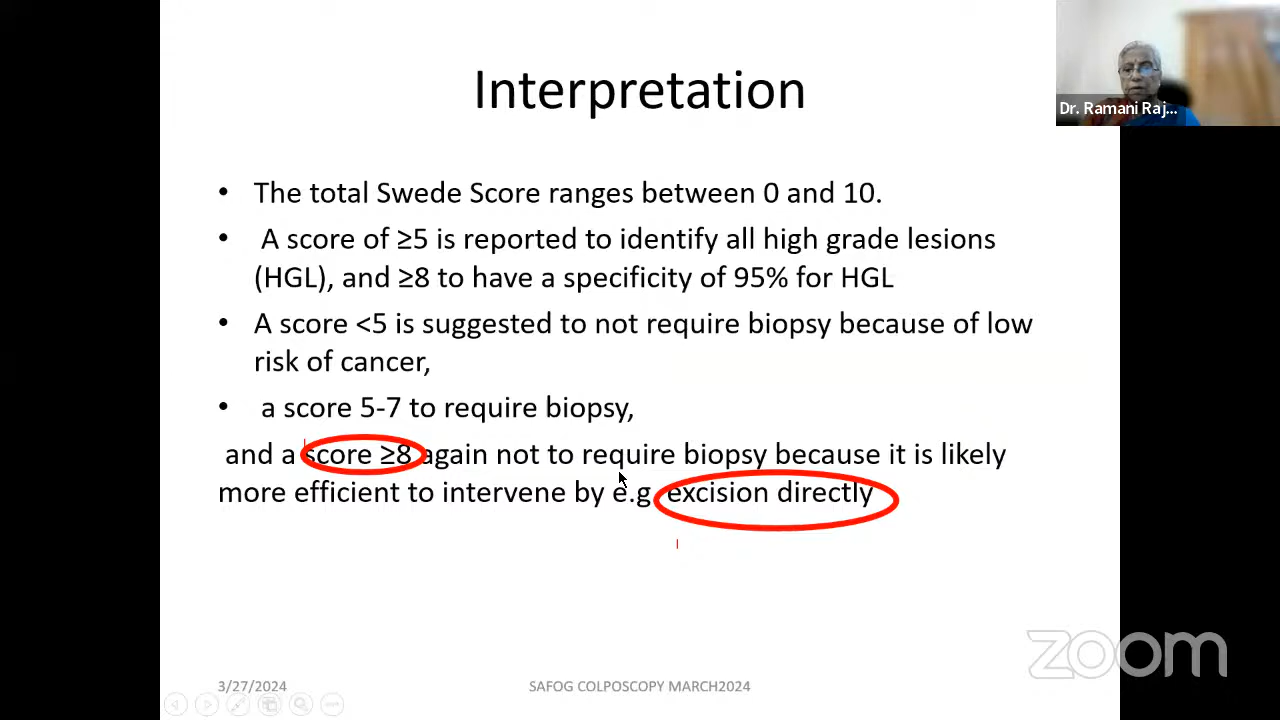 Interpretation
Dr. Ramani Raj...
• The total Swede Score ranges between 0 and 10.
• A score of ≥5 is reported to identify all high grade lesions
(HGL), and ≥8 to have a specificity of 95% for HGL
• A score <5 is suggested to not require biopsy because of low
risk of cancer,
• a score 5-7 to require biopsy,
and a score ≥8 again not to require biopsy because it is likely
more efficient to intervene by e.g excision directly
zoom
3/27/2024
SAFOG COLPOSCOPY MARCH2024